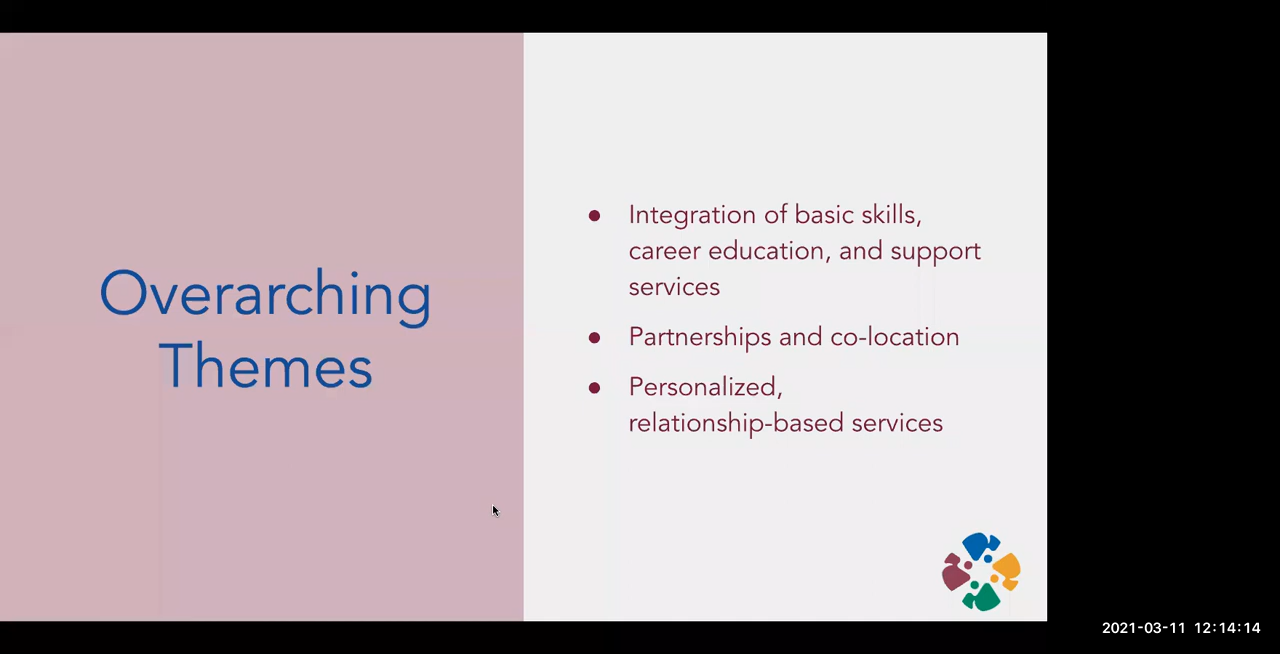 Overarching
Themes
● Integration of basic skills,
career education, and support
services
● Partnerships and co-location
● Personalized,
relationship-based services
2021-03-11 12:14:14